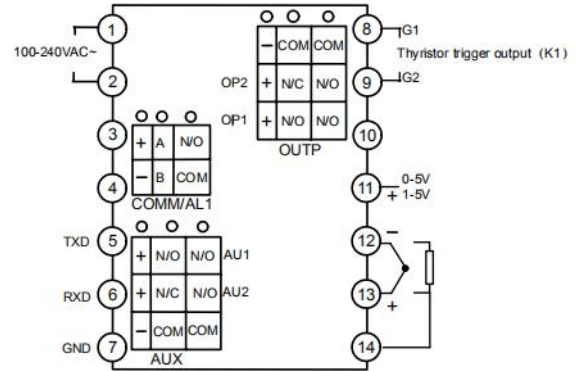 1
100-240VAC~
2
3
4
TXD 5
RXD 6
GND 7
− COM COM
OP2 + N/C N/O
OP1 + N/O N/O
OUTP
+ A N/O
− B COM
COMM/AL1
+ N/O N/O AU1
+ N/C N/O AU2
− COM COM
AUX
8 G1
Thyristor trigger output (K1)
9 G2
10
11 + 0-5V
1-5V
12 −
13 +
14